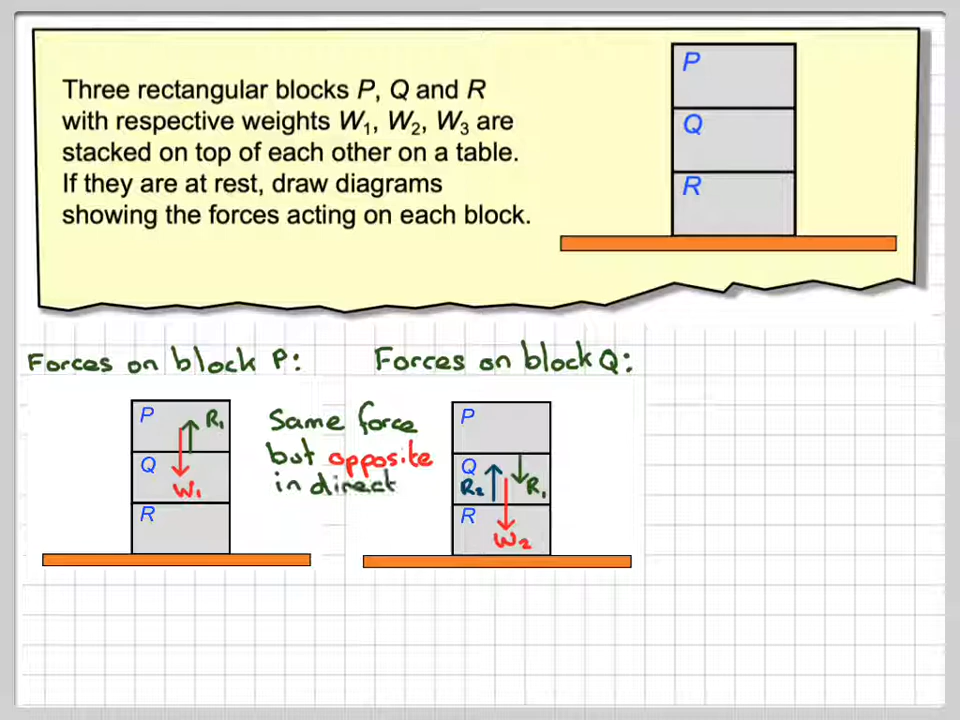 Three rectangular blocks P, Q and R
with respective weights W₁, W₂, W₃ are
stacked on top of each other on a table.
If they are at rest, draw diagrams
showing the forces acting on each block.
P
Q
R
Forces on block P:
P
R₁
Q
W₁
R
Same force
but opposite
in direct
Forces on block Q:
P
Q
R₂
R₁
R
W₂